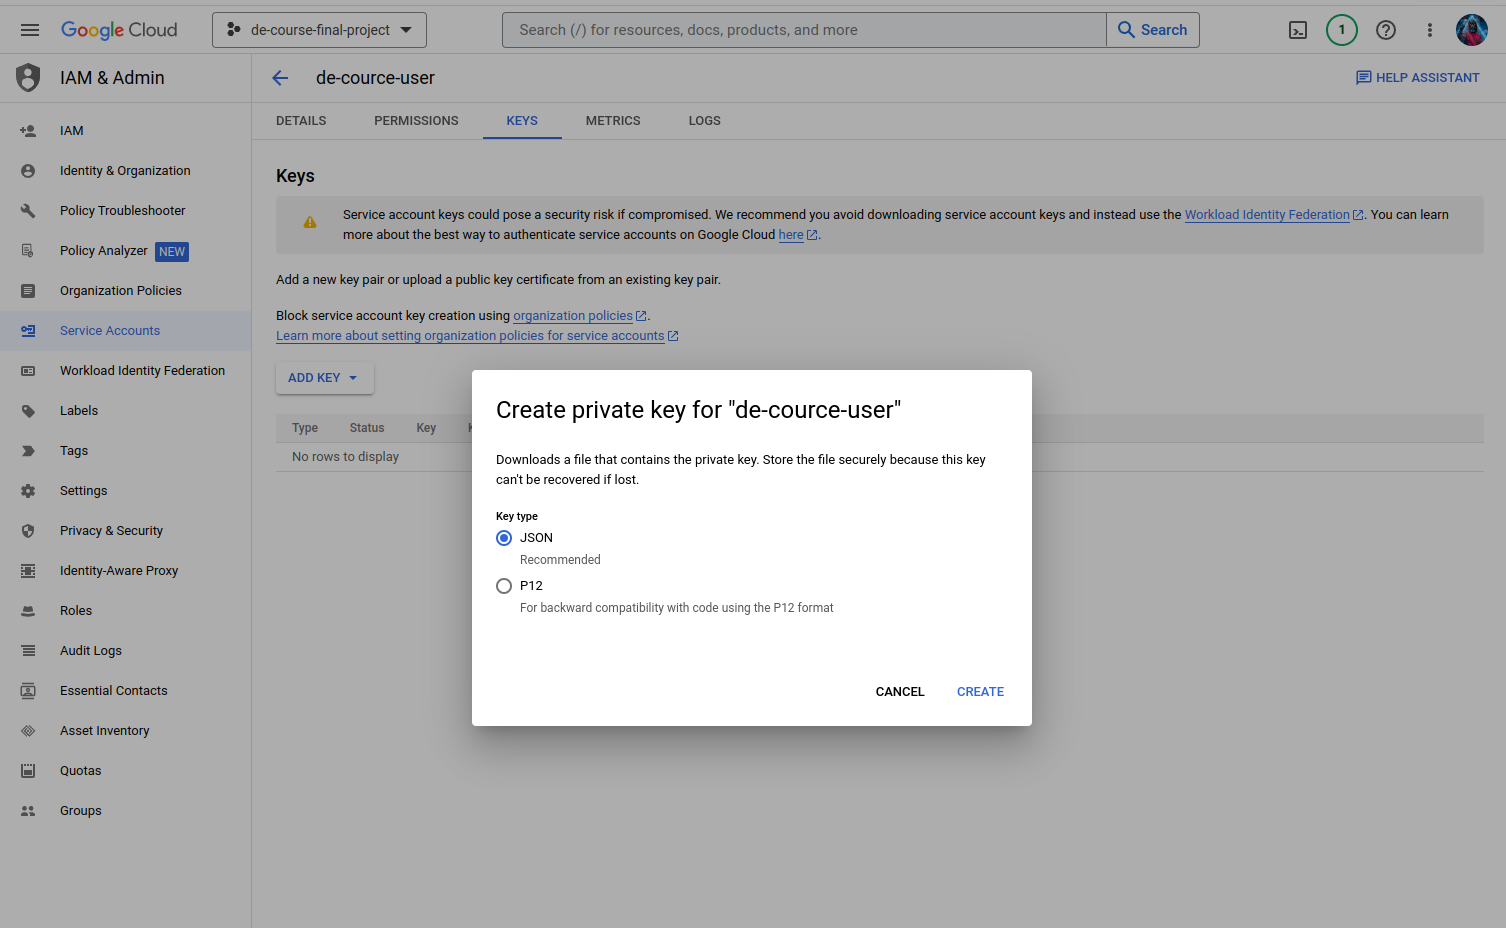 Google Cloud
de-course-final-project
Search (/) for resources, docs, products, and more
Search
1
IAM & Admin
de-cource-user
HELP ASSISTANT
IAM
Identity & Organization
Policy Troubleshooter
Policy Analyzer NEW
Organization Policies
Service Accounts
Workload Identity Federation
Labels
Tags
Settings
Privacy & Security
Identity-Aware Proxy
Roles
Audit Logs
Essential Contacts
Asset Inventory
Quotas
Groups
DETAILS PERMISSIONS KEYS METRICS LOGS
Keys
Service account keys could pose a security risk if compromised. We recommend you avoid downloading service account keys and instead use the Workload Identity Federation. You can learn
more about the best way to authenticate service accounts on Google Cloud here.
Add a new key pair or upload a public key certificate from an existing key pair.
Block service account key creation using organization policies.
Learn more about setting organization policies for service accounts
ADD KEY
Type Status Key
No rows to display
Create private key for "de-cource-user"
Downloads a file that contains the private key. Store the file securely because this key
can't be recovered if lost.
Key type
JSON
Recommended
P12
For backward compatibility with code using the P12 format
CANCEL CREATE